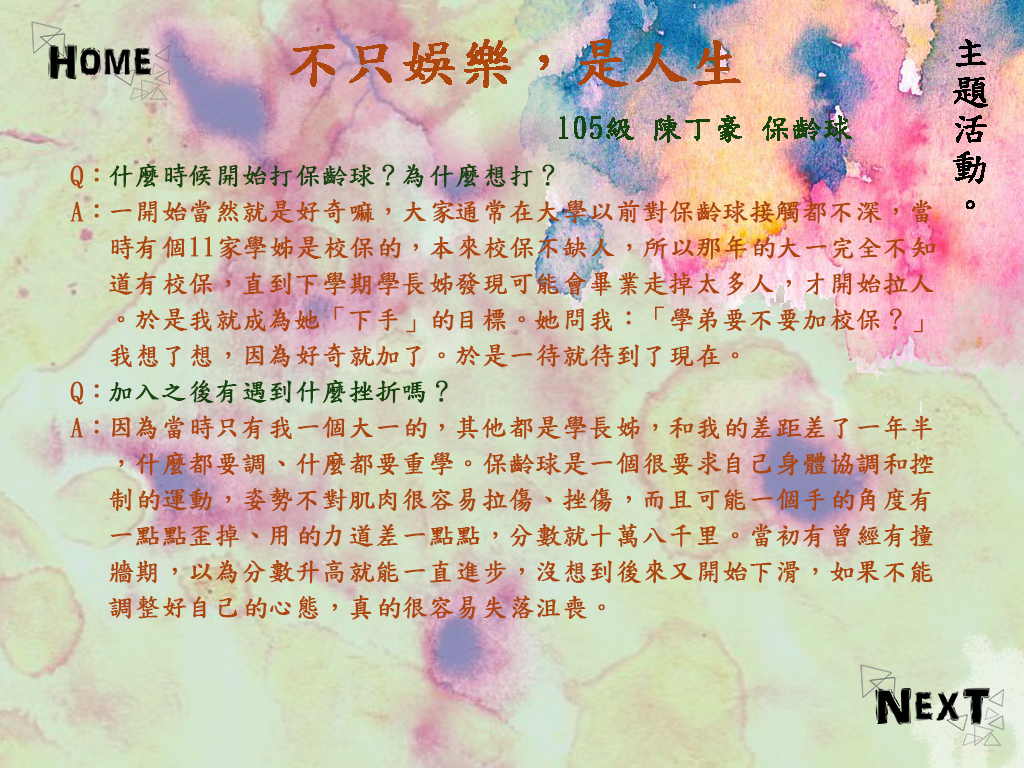 HOME
不只娛樂，是人生
主題活動。
105級 陳丁豪 保齡球
Q：什麼時候開始打保齡球？為什麼想打？
A：一開始當然就是好奇嘛，大家通常在大學以前對保齡球接觸都不深，當
時有個11家學姊是校保的，本來校保不缺人，所以那年的大一完全不知
道有校保，直到下學期學長姊發現可能會畢業走掉太多人，才開始拉人
。於是我就成為她「下手」的目標。她問我：「學弟要不要加校保？」
我想了想，因為好奇就加了。於是一待就待到了現在。
Q：加入之後有遇到什麼挫折嗎？
A：因為當時只有我一個大一的，其他都是學長姊，和我的差距差了一年半
，什麼都要調、什麼都要重學。保齡球是一個很要求自己身體協調和控
制的運動，姿勢不對肌肉很容易拉傷、挫傷，而且可能一個手的角度有
一點點歪掉、用的力道差一點點，分數就十萬八千里。當初有曾經有撞
牆期，以為分數升高就能一直進步，沒想到後來又開始下滑，如果不能
調整好自己的心態，真的很容易失落沮喪。
NEXT